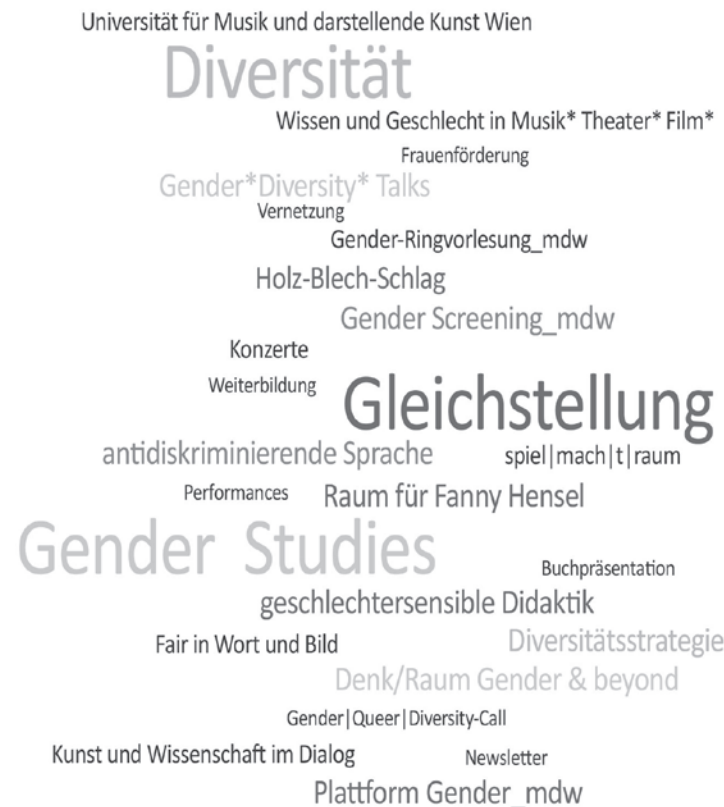 Universität für Musik und darstellende Kunst Wien
Diversität
Wissen und Geschlecht in Musik* Theater* Film*
Frauenförderung
Gender*Diversity* Talks
Vernetzung
Gender-Ringvorlesung_mdw
Holz-Blech-Schlag
Gender Screening_mdw
Konzerte
Weiterbildung
Gleichstellung
antidiskriminierende Sprache
spiel|mach|t|raum
Performances
Raum für Fanny Hensel
Gender Studies
Buchpräsentation
geschlechtersensible Didaktik
Fair in Wort und Bild
Diversitätsstrategie
Denk/Raum Gender & beyond
Gender|Queer|Diversity-Call
Kunst und Wissenschaft im Dialog
Newsletter
Plattform Gender_mdw